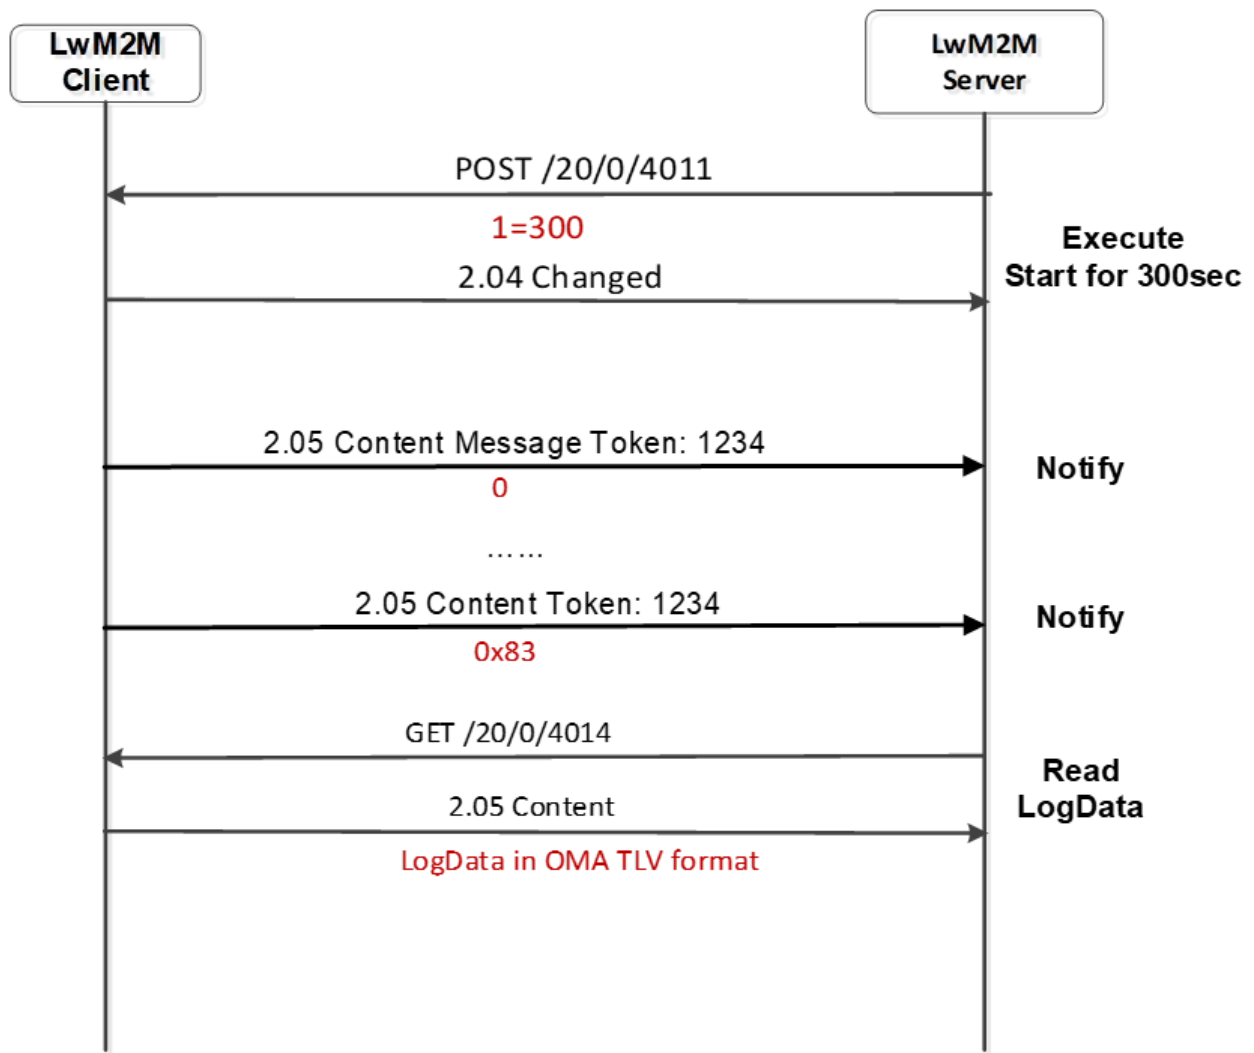 LwM2M
Client
LwM2M
Server
POST /20/0/4011
1=300
Execute
Start for 300sec
2.04 Changed
2.05 Content Message Token: 1234
0
Notify
......
2.05 Content Token: 1234
0x83
Notify
GET /20/0/4014
Read
LogData
2.05 Content
LogData in OMA TLV format